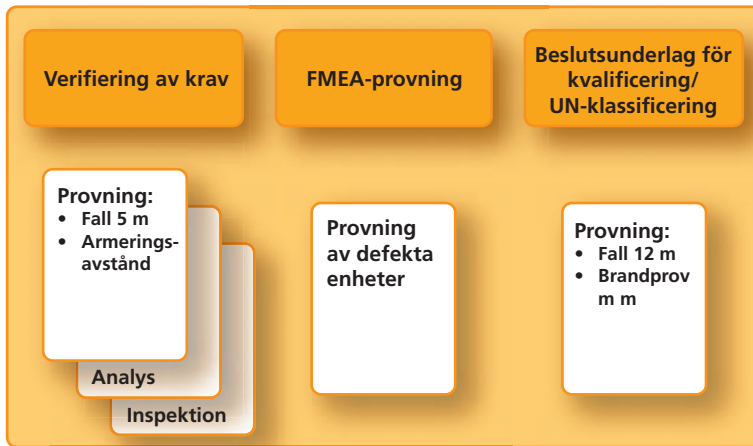 Verifiering av krav
FMEA-provning
Beslutsunderlag för
kvalificering/
UN-klassificering
Provning:
• Fall 5 m
• Armerings-
avstånd
Analys
Inspektion
Provning
av defekta
enheter
Provning:
• Fall 12 m
• Brandprov
m m